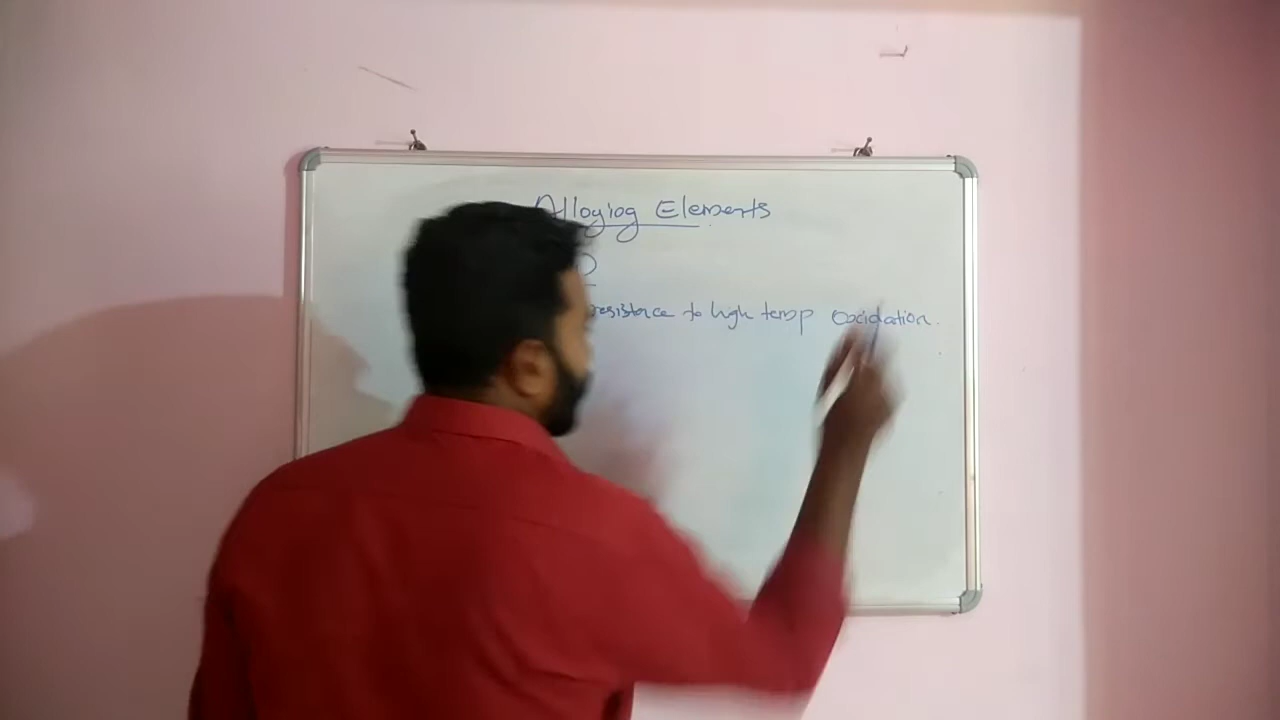 Alloying Elements
resistance to high temp Oxidation.